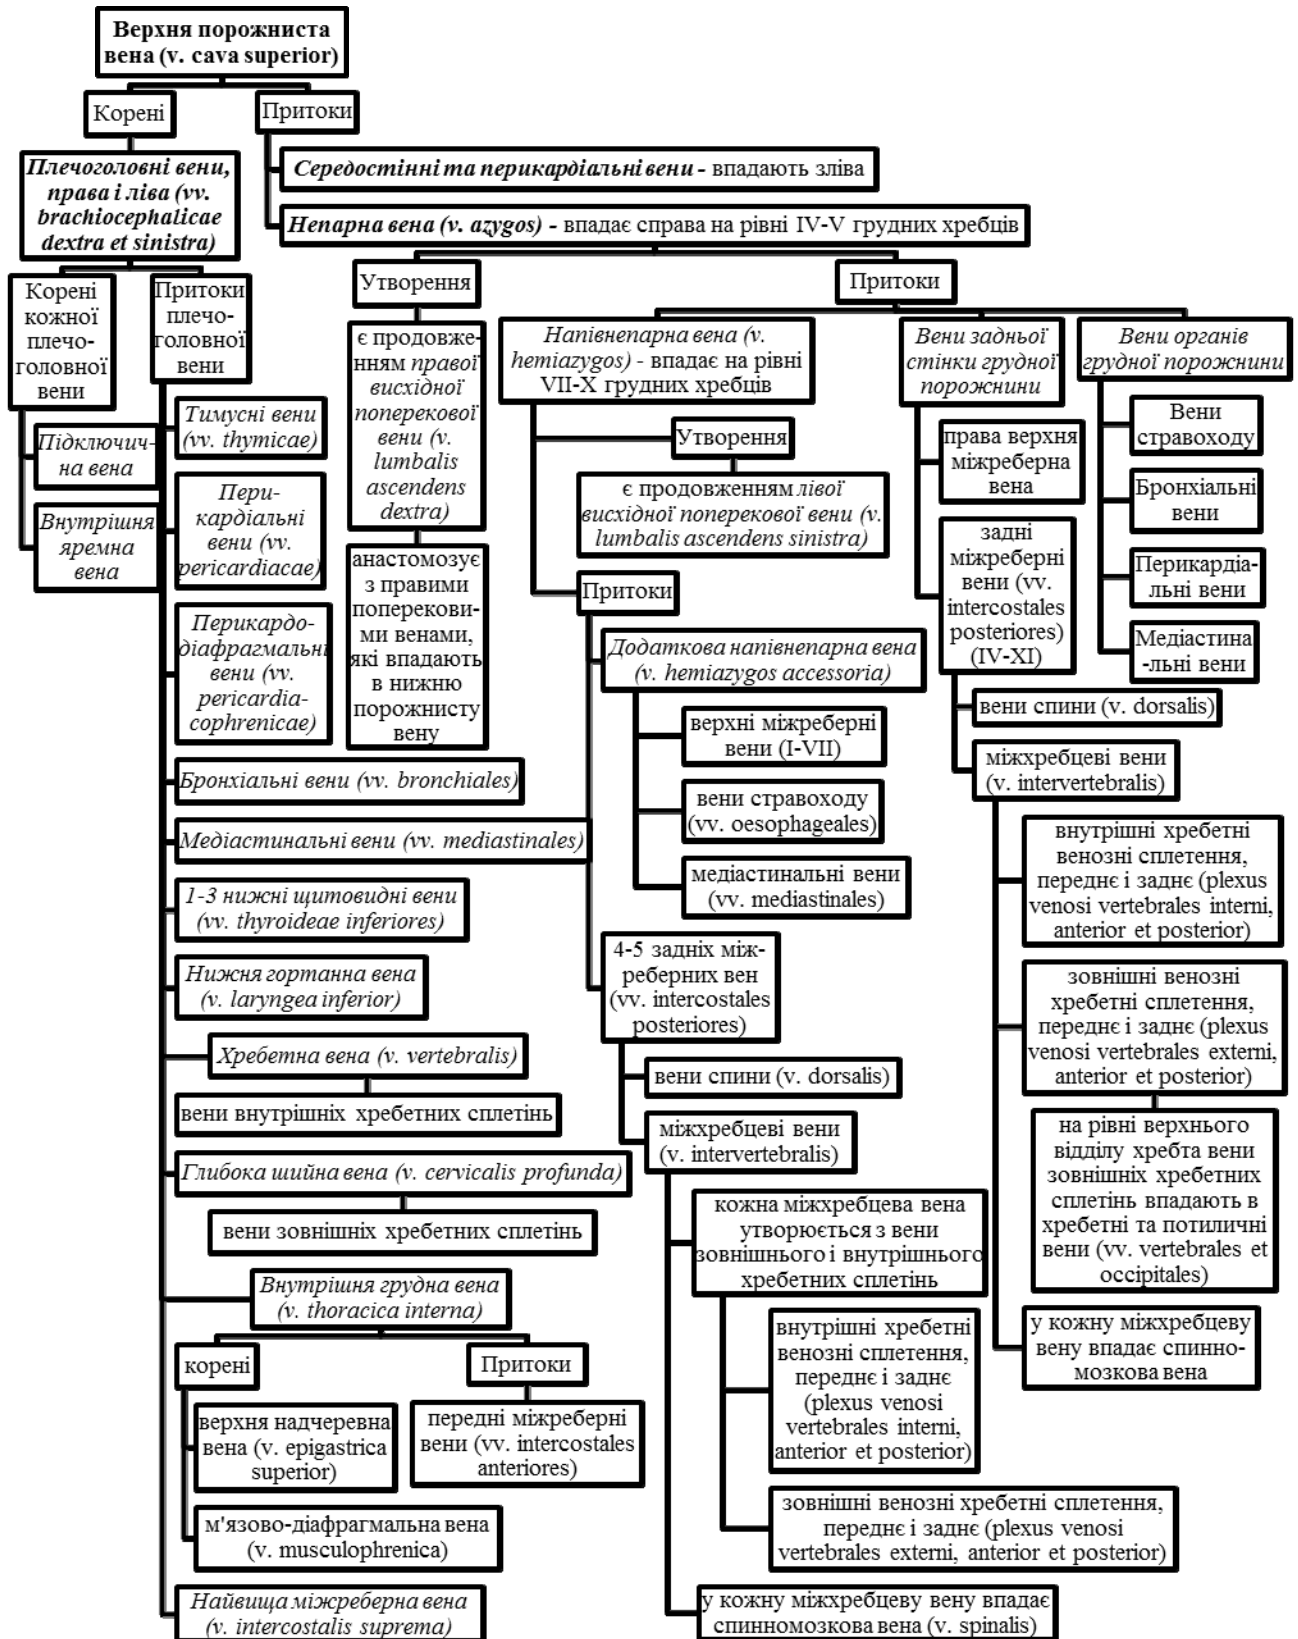 Верхня порожниста
вена (v. cava superior)
Корені
Притоки
Плечоголовні вени,
права і ліва (vv.
brachiocephalicae
dextra et sinistra)
Середостінні та перикардіальні вени - впадають зліва
Непарна вена (v. azygos) - впадає справа на рівні IV-V грудних хребців
Корені
кожної
плечо-
головної
вени
Підключич-
на вена
Внутрішня
яремна
вена
Притоки
плечо-
головної
вени
Тимусні вени
(vv. thymicae)
Пери-
кардіальні
вени (vv.
pericardiacae)
Перикардо-
діафрагмальні
вени (vv.
pericardia-
cophrenicae)
Бронхіальні вени (vv. bronchiales)
Медіастинальні вени (vv. mediastinales)
1-3 нижні щитовидні вени
(vv. thyroideae inferiores)
Нижня гортанна вена
(v. laryngea inferior)
Хребетна вена (v. vertebralis)
вени внутрішніх хребетних сплетінь
Глибока шийна вена (v. cervicalis profunda)
вени зовнішніх хребетних сплетінь
Внутрішня грудна вена
(v. thoracica interna)
корені
верхня надчеревна
вена (v. epigastrica
superior)
м'язово-діафрагмальна вена
(v. musculophrenica)
Притоки
передні міжреберні
вени (vv. intercostales
anteriores)
Найвища міжреберна вена
(v. intercostalis suprema)
Утворення
є продовже-
нням правої
висхідної
поперекової
вени (v.
lumbalis
ascendens
dextra)
анастомозує
з правими
поперекови-
ми венами,
які впадають
в нижню
порожнисту
вену
Притоки
Напівнепарна вена (v.
hemiazygos) - впадає на рівні
VII-X грудних хребців
Утворення
є продовженням лівої
висхідної поперекової вени (v.
lumbalis ascendens sinistra)
Притоки
Додаткова напівнепарна вена
(v. hemiazygos accessoria)
верхні міжреберні
вени (I-VII)
вени стравоходу
(vv. oesophageales)
медіастинальні вени
(vv. mediastinales)
4-5 задніх між-
реберних вен
(vv. intercostales
posteriores)
вени спини (v. dorsalis)
міжхребцеві вени
(v. intervertebralis)
кожна міжхребцева вена
утворюється з вени
зовнішнього і внутрішнього
хребетних сплетінь
внутрішні хребетні
венозні сплетення,
переднє і заднє
(plexus venosi
vertebrales interni,
anterior et posterior)
зовнішні венозні хребетні сплетення,
переднє і заднє (plexus venosi
vertebrales externi, anterior et posterior)
у кожну міжхребцеву вену впадає
спинномозкова вена (v. spinalis)
Вени задньої
стінки грудної
порожнини
права верхня
міжреберна
вена
задні
міжреберні
вени (vv.
intercostales
posteriores)
(IV-XI)
вени спини (v. dorsalis)
міжхребцеві вени
(v. intervertebralis)
внутрішні хребетні
венозні сплетення,
переднє і заднє (plexus
venosi vertebrales interni,
anterior et posterior)
зовнішні венозні
хребетні сплетення,
переднє і заднє (plexus
venosi vertebrales externi,
anterior et posterior)
на рівні верхнього
відділу хребта вени
зовнішніх хребетних
сплетінь впадають в
хребетні та потиличні
вени (vv. vertebrales et
occipitales)
у кожну міжхребцеву
вену впадає спинно-
мозкова вена
Вени органів
грудної порожнини
Вени
стравоходу
Бронхіальні
вени
Перикардіа-
льні вени
Медіастина
-льні вени